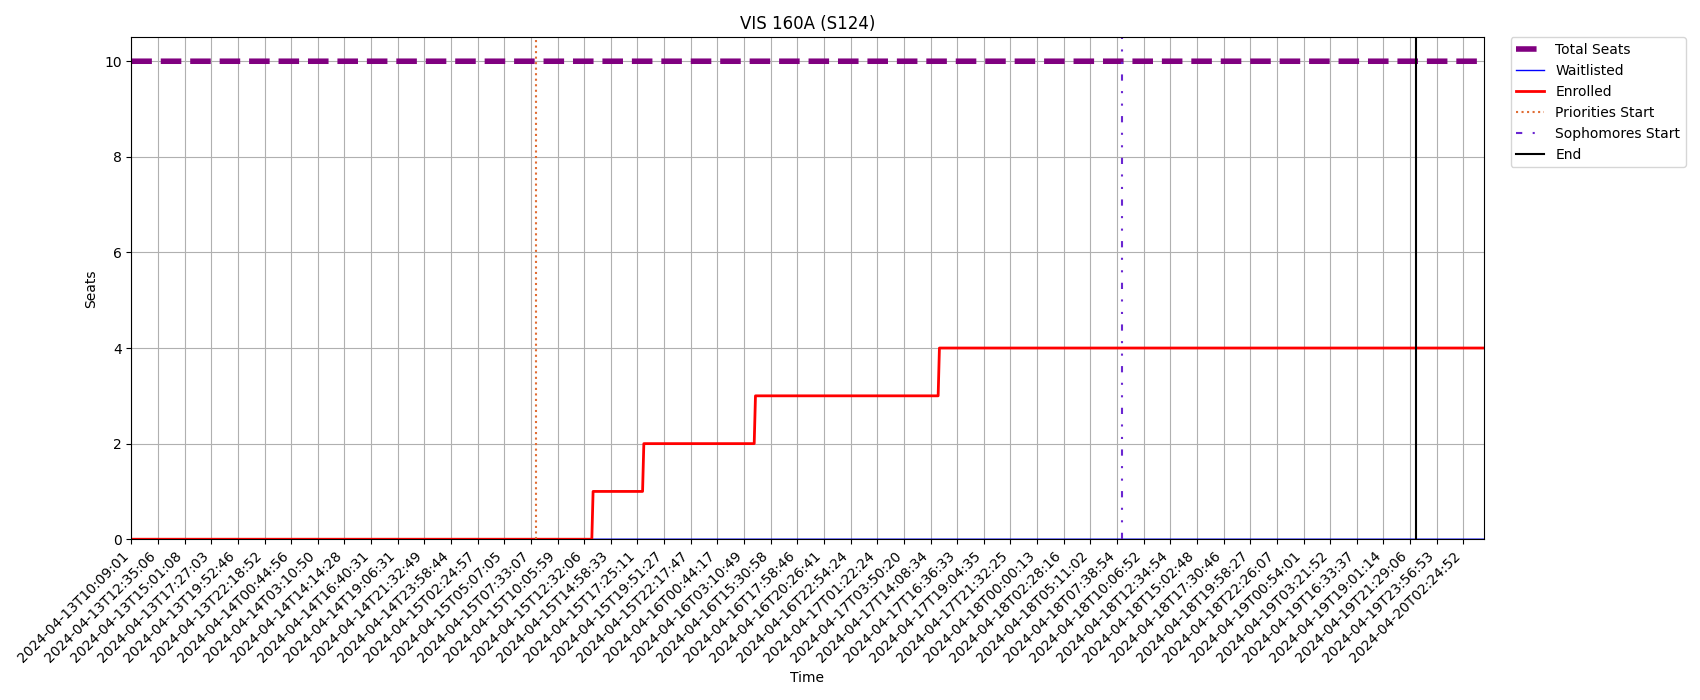 VIS 160A (S124)
Total Seats
Waitlisted
Enrolled
Priorities Start
Sophomores Start
End
10
8
6
4
2
0
Seats
2024-04-13T10:09:01
2024-04-13T12:35:06
2024-04-13T15:01:08
2024-04-13T17:27:03
2024-04-13T19:52:46
2024-04-13T22:18:52
2024-04-14T00:44:56
2024-04-14T03:10:50
2024-04-14T14:14:28
2024-04-14T16:40:31
2024-04-14T19:06:31
2024-04-14T21:32:49
2024-04-14T23:58:44
2024-04-15T02:24:57
2024-04-15T05:07:05
2024-04-15T07:33:07
2024-04-15T10:05:59
2024-04-15T12:32:06
2024-04-15T14:58:33
2024-04-15T17:25:11
2024-04-15T19:51:27
2024-04-15T22:17:47
2024-04-16T00:44:17
2024-04-16T03:10:49
2024-04-16T15:30:58
2024-04-16T17:58:46
2024-04-16T20:26:41
2024-04-16T22:54:24
2024-04-17T01:22:24
2024-04-17T03:50:20
2024-04-17T14:08:34
2024-04-17T16:36:33
2024-04-17T19:04:35
2024-04-17T21:32:25
2024-04-18T00:00:13
2024-04-18T02:28:16
2024-04-18T05:11:02
2024-04-18T07:38:54
2024-04-18T10:06:52
2024-04-18T12:34:54
2024-04-18T15:02:48
2024-04-18T17:30:46
2024-04-18T19:58:27
2024-04-18T22:26:07
2024-04-19T00:54:01
2024-04-19T03:21:52
2024-04-19T16:33:37
2024-04-19T19:01:14
2024-04-19T21:29:06
2024-04-19T23:56:53
2024-04-20T02:24:52
Time